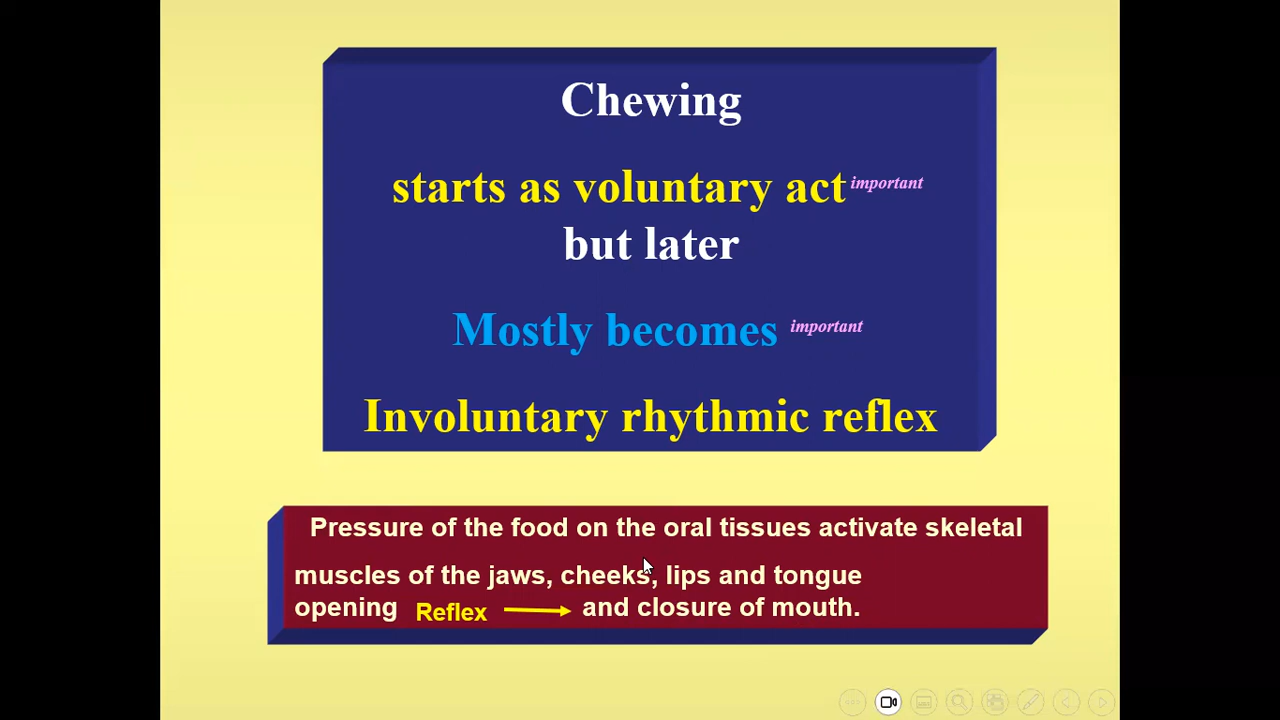 Chewing
starts as voluntary act important
but later
Mostly becomes important
Involuntary rhythmic reflex
Pressure of the food on the oral tissues activate skeletal
muscles of the jaws, cheeks, lips and tongue
opening Reflex and closure of mouth.